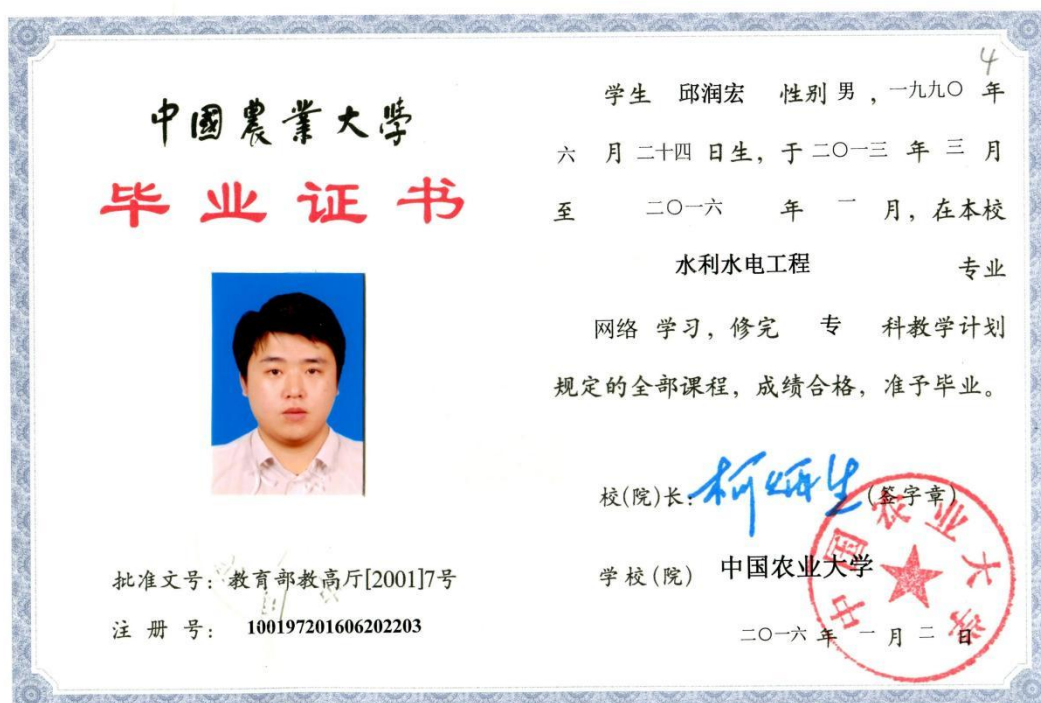 中國農業大學
毕业证书
批准文号：教育部教高厅[2001]7号
注 册 号： 100197201606202203
4
学生 邱润宏 性别 男 ，一九九〇 年
六 月 二十四 日生，于 二〇一三 年 三 月
至 二〇一六 年 一 月，在本校
水利水电工程 专业
网络 学习，修完 专 科教学计划
规定的全部课程，成绩合格，准予毕业。
校(院)长：柯炳生 (签字章)
学校(院) 中国农业大学
二〇一六 年 一 月 二 日
中国农业大学